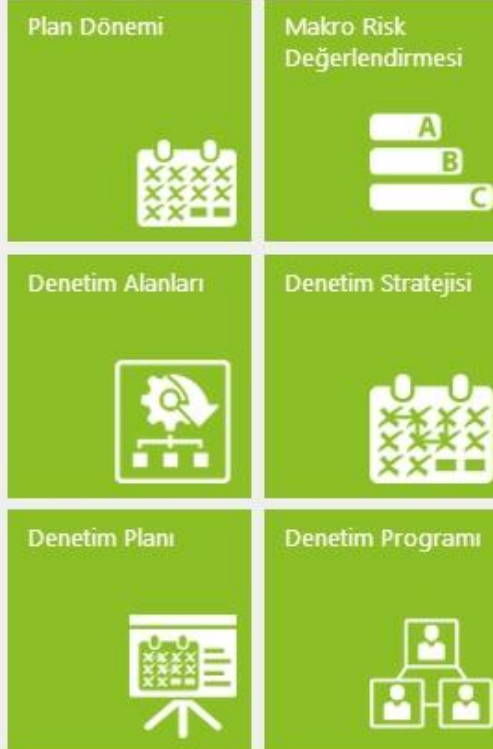 Plan Dönemi
Makro Risk
Değerlendirmesi
A
B
C
Denetim Alanları
Denetim Stratejisi
Denetim Planı
Denetim Programı